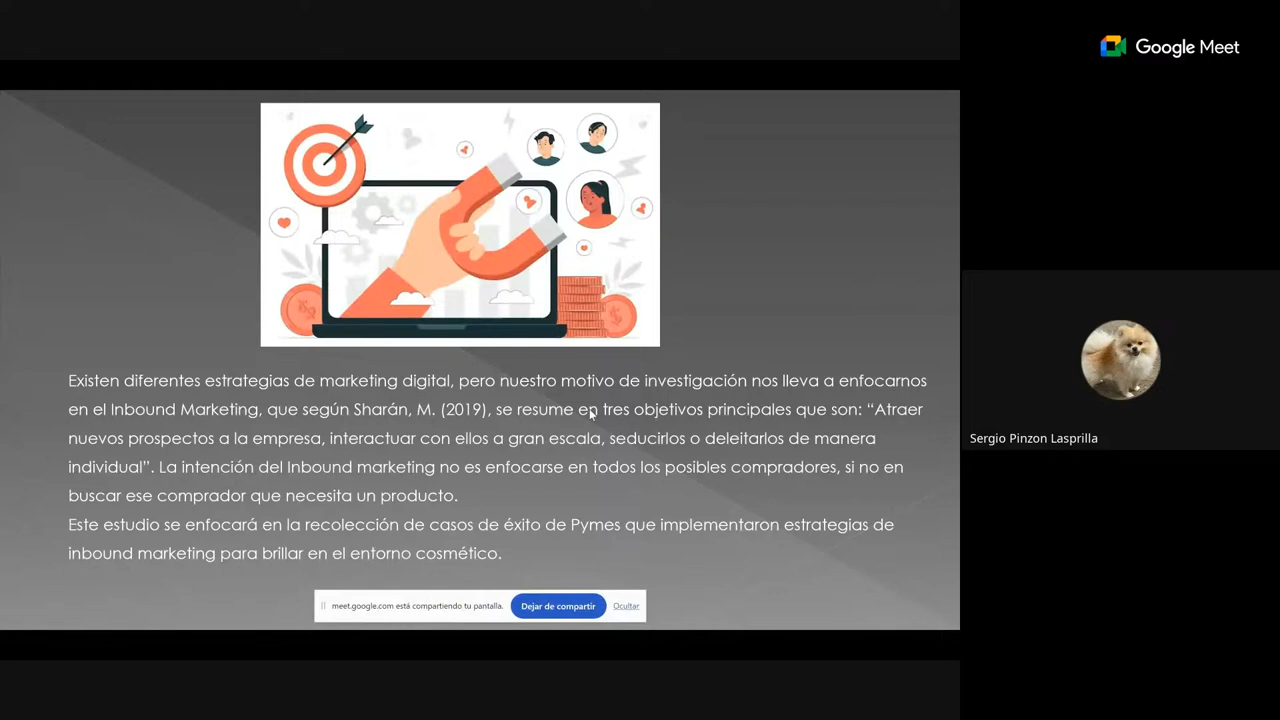 Google Meet
Existen diferentes estrategias de marketing digital, pero nuestro motivo de investigación nos lleva a enfocarnos
en el Inbound Marketing, que según Sharán, M. (2019), se resume en tres objetivos principales que son: “Atraer
nuevos prospectos a la empresa, interactuar con ellos a gran escala, seducirlos o deleitarlos de manera
individual”. La intención del Inbound marketing no es enfocarse en todos los posibles compradores, si no en
buscar ese comprador que necesita un producto.
Este estudio se enfocará en la recolección de casos de éxito de Pymes que implementaron estrategias de
inbound marketing para brillar en el entorno cosmético.
Sergio Pinzon Lasprilla
meet.google.com está compartiendo tu pantalla. Dejar de compartir Ocultar